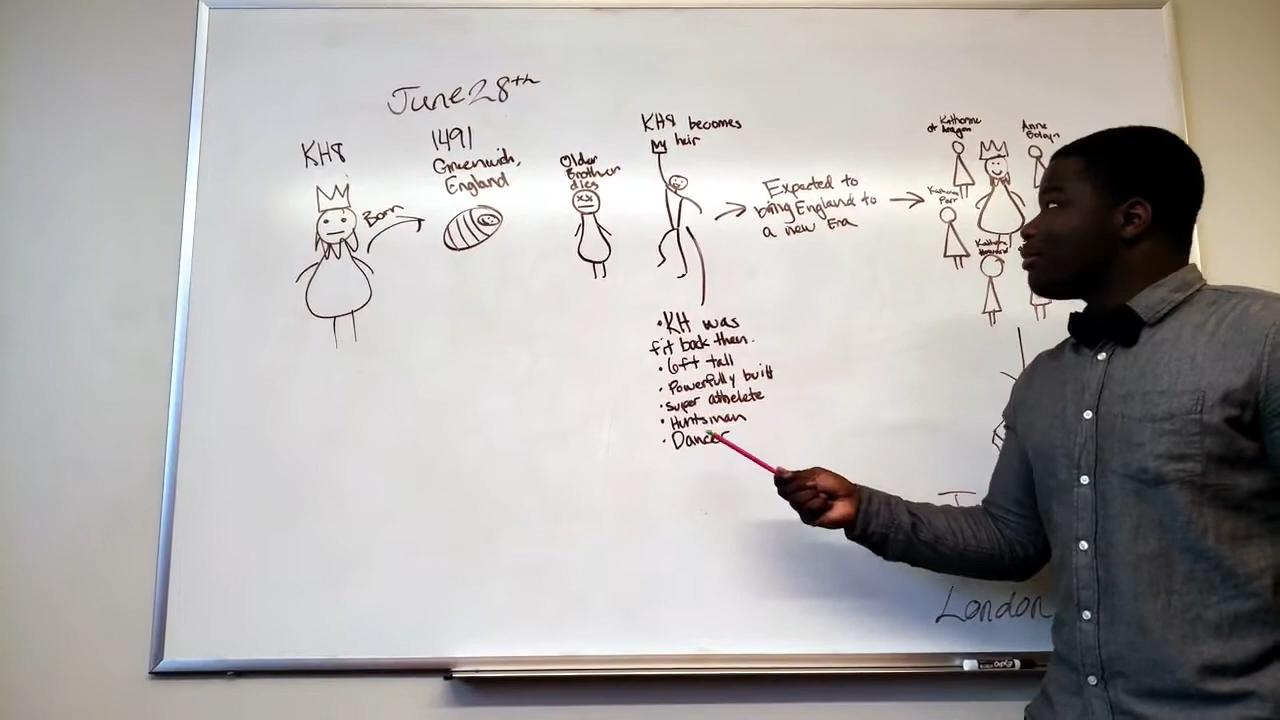 June 28th
KH8
1491
Greenwich,
England
Born
Older
Brother
dies
XX
KH8 becomes
heir
Expected to
bring England to
a new Era
Katherine
of Aragon
Anne
Boleyn
Parr
Katherine
Howard
• KH was
fit back then.
• 6ft tall
• Powerfully built
• super athelete
• Huntsman
• Dancer
London
EXPO